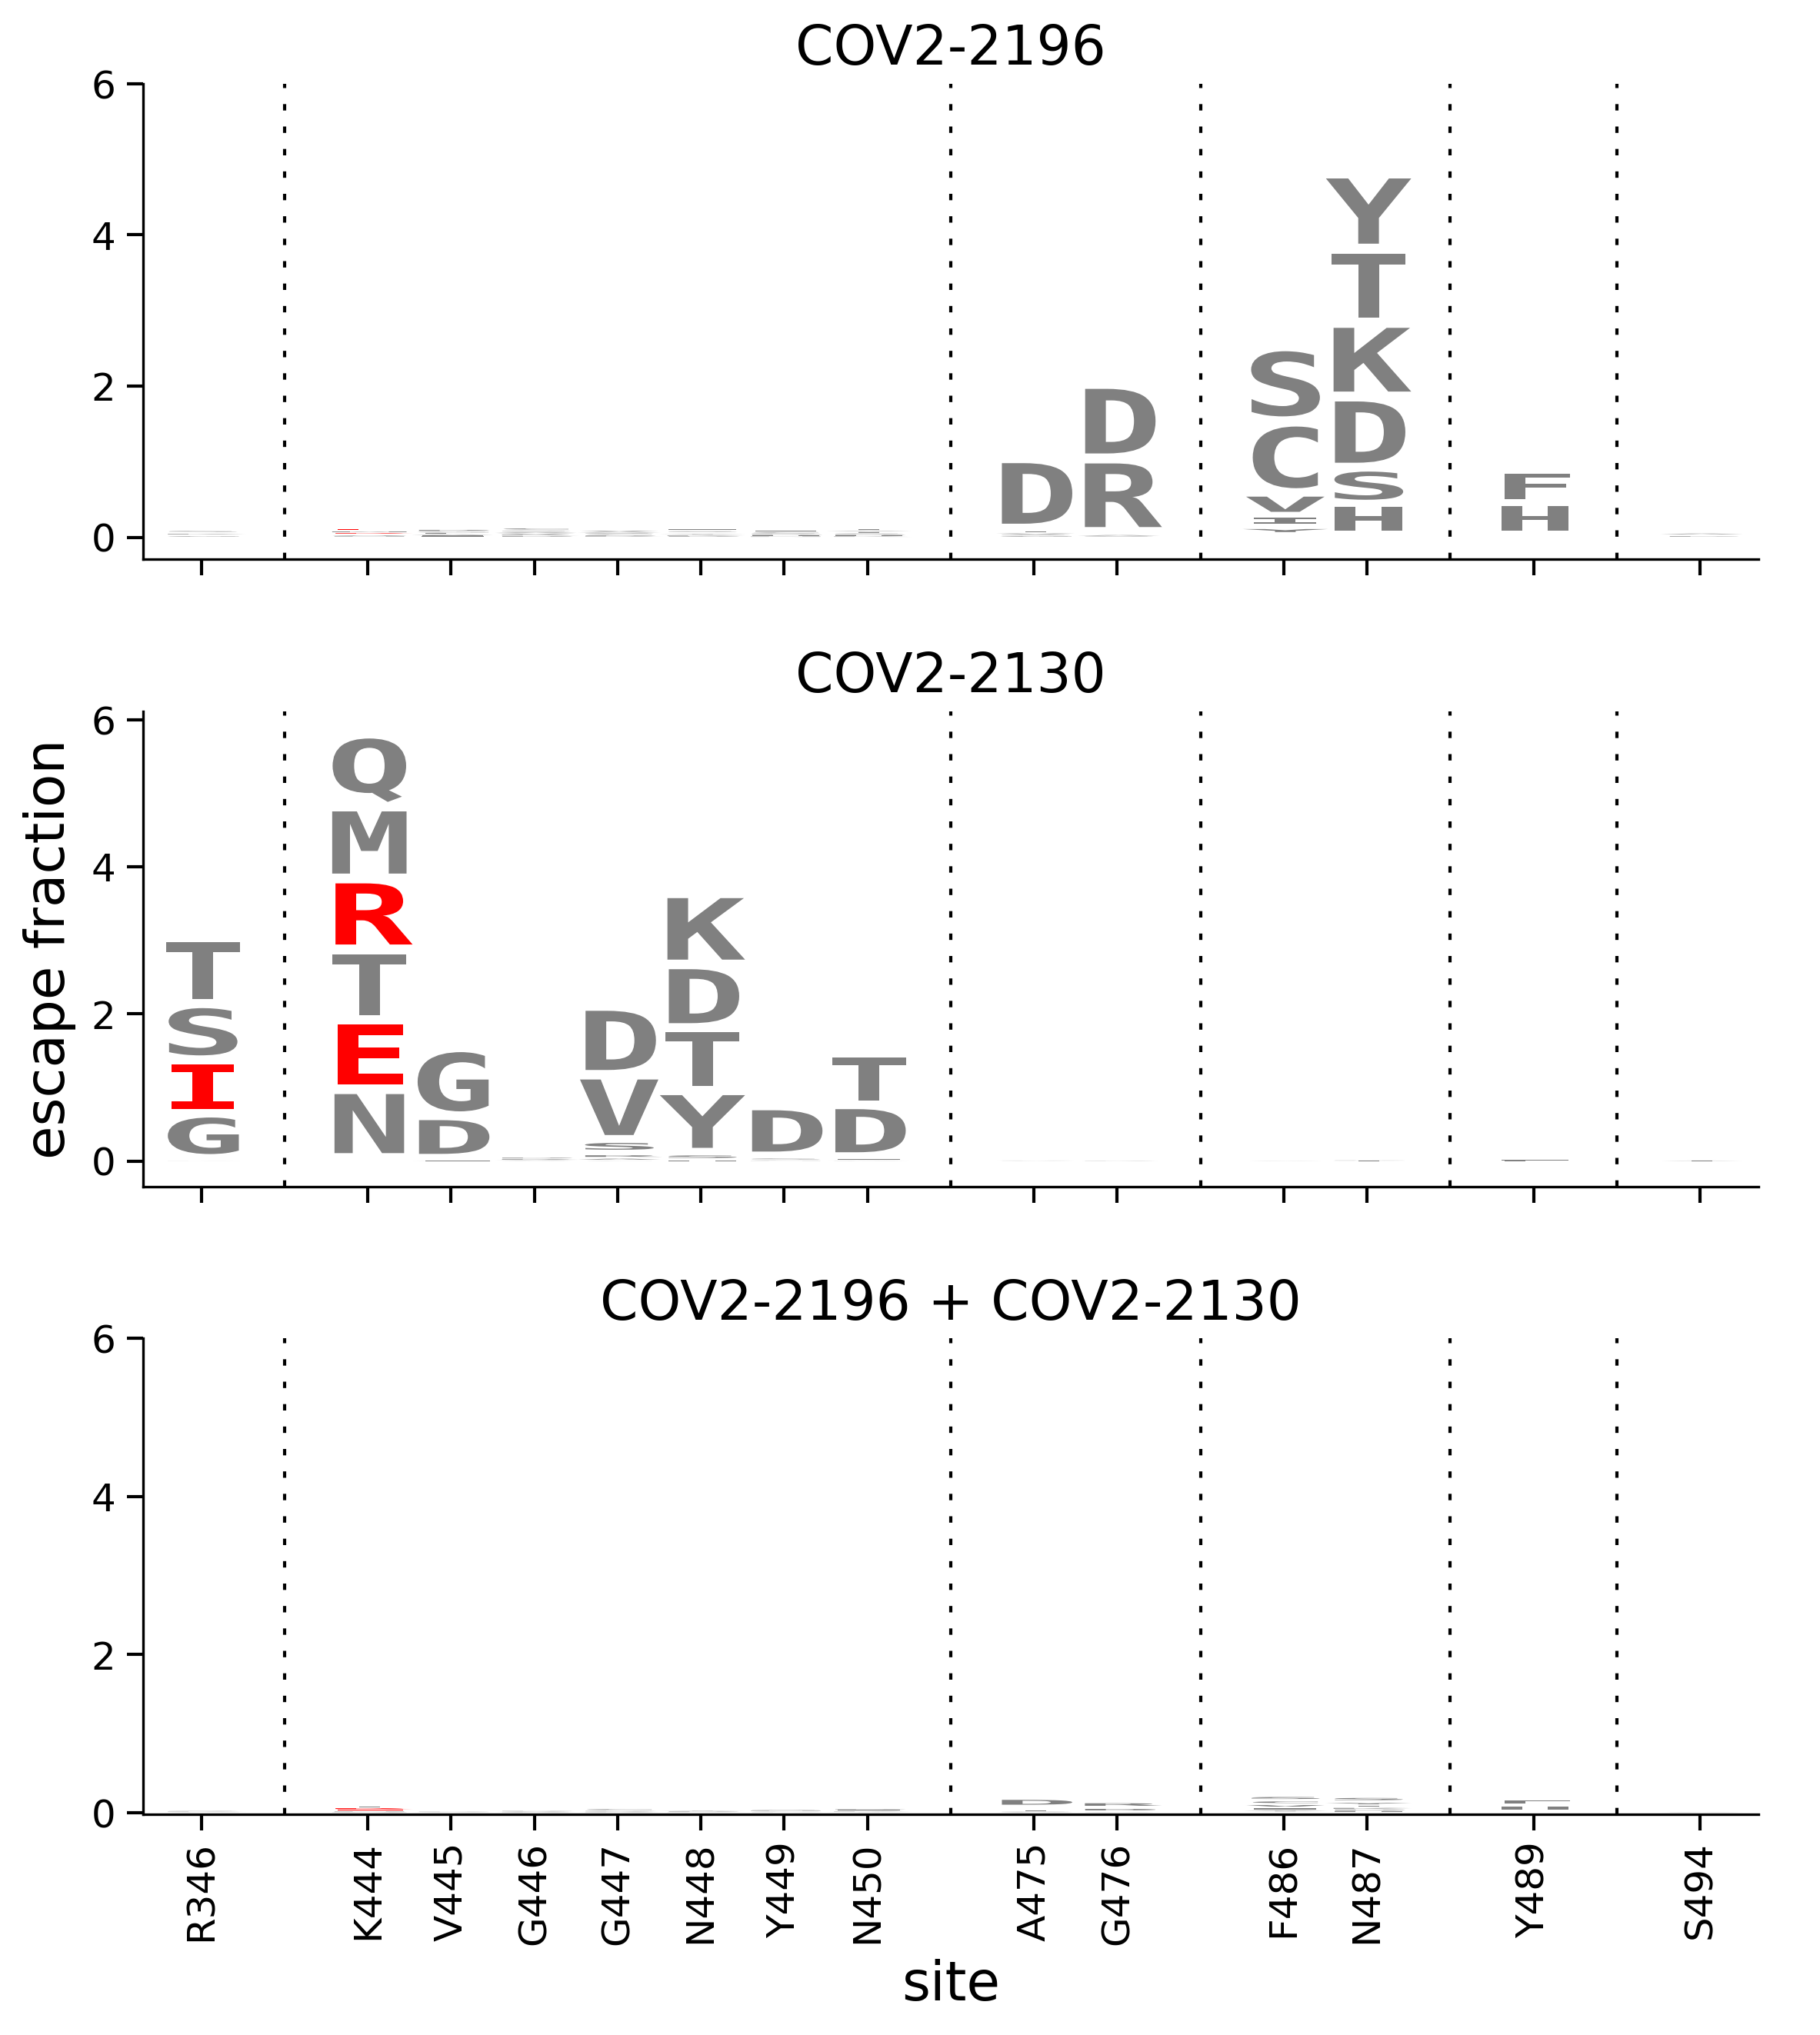 COV2-2196
6
4
2
0
D
D
R
S
C
V
I
Y
T
K
D
S
H
F
H
COV2-2130
escape fraction
6
4
2
0
T
S
I
G
Q
M
R
T
E
N
G
D
D
V
S
K
D
T
Y
D
T
D
COV2-2196 + COV2-2130
6
4
2
0
R346 K444 V445 G446 G447 N448 Y449 N450 A475 G476 F486 N487 Y489 S494
site